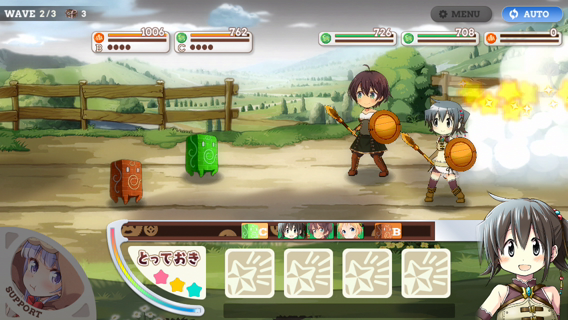 WAVE 2/3 3
MENU
AUTO
1006
B
762
C
726
708
0
C
B
とっておき
SUPPORT